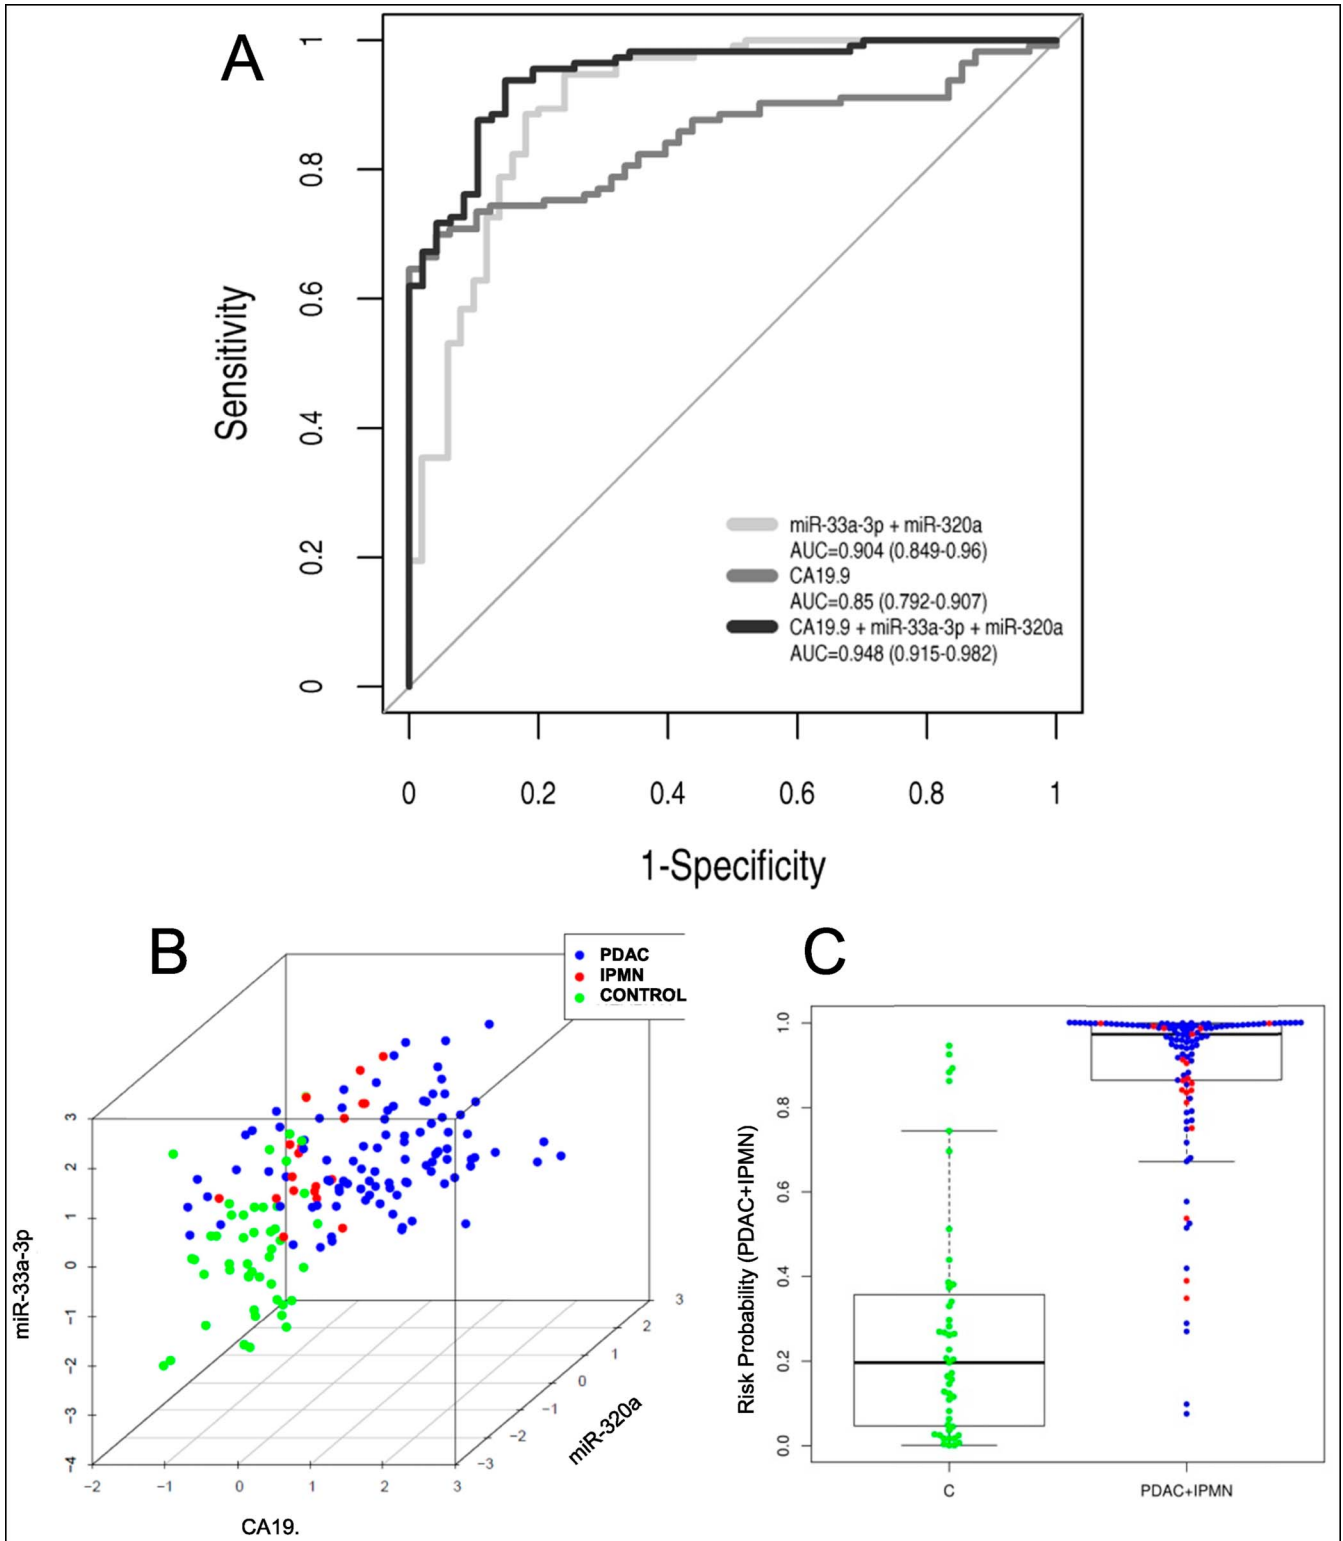 A
1
0.8
0.6
0.4
0.2
0
Sensitivity
miR-33a-3p + miR-320a
AUC=0.904 (0.849-0.96)
CA19.9
AUC=0.85 (0.792-0.907)
CA19.9 + miR-33a-3p + miR-320a
AUC=0.948 (0.915-0.982)
0 0.2 0.4 0.6 0.8 1
1-Specificity
B
PDAC
IPMN
CONTROL
3
2
1
0
−1
−2
−3
−4
miR-33a-3p
−2 −1 0 1 2 3
CA19.
3
2
1
0
−1
−2
−3
miR-320a
C
1.0
0.8
0.6
0.4
0.2
0.0
Risk Probability (PDAC+IPMN)
C PDAC+IPMN